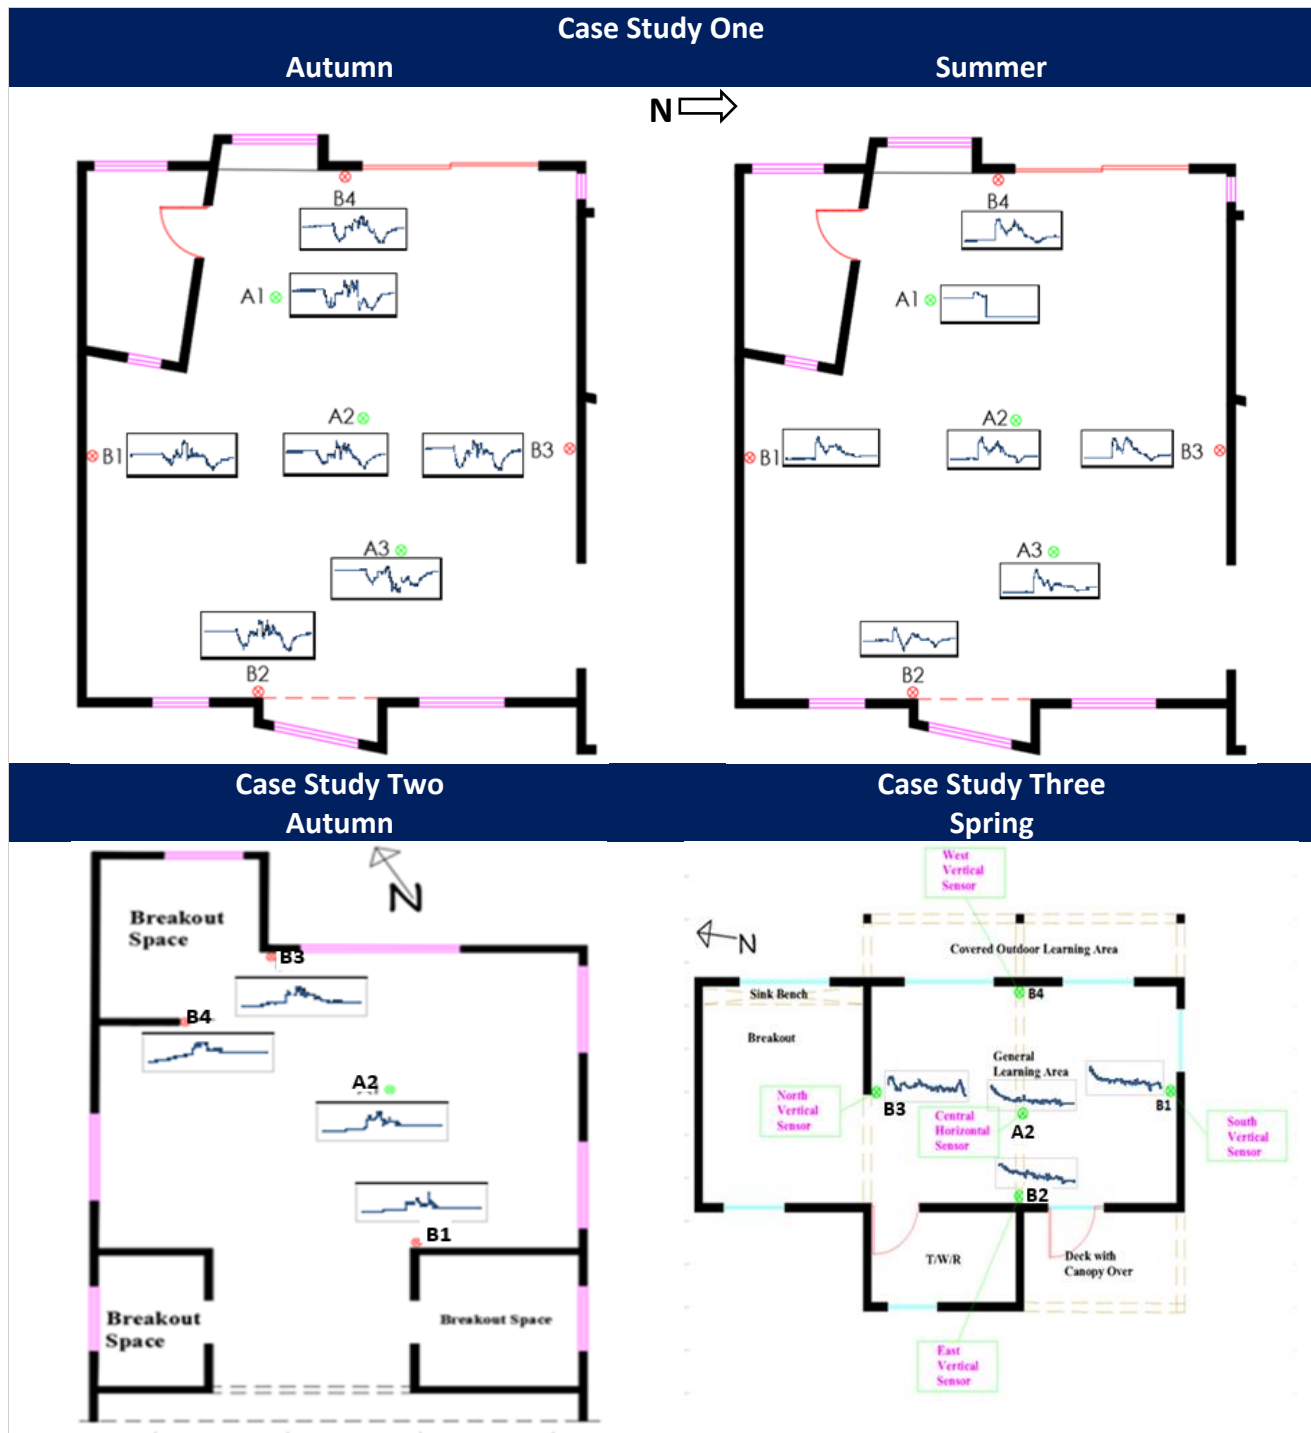 Case Study One
Autumn
Summer
N
B4
A1
A2
B1
B3
A3
B2
B4
A1
A2
B1
B3
A3
B2
Case Study Two
Autumn
Case Study Three
Spring
N
Breakout
Space
B3
B4
A2
B1
Breakout
Space
Breakout Space
West
Vertical
Sensor
N
Covered Outdoor Learning Area
Sink Bench
B4
Breakout
General
Learning Area
North
Vertical
Sensor
B3
Central
Horizontal
Sensor
A2
B1
South
Vertical
Sensor
B2
T/W/R
Deck with
Canopy Over
East
Vertical
Sensor